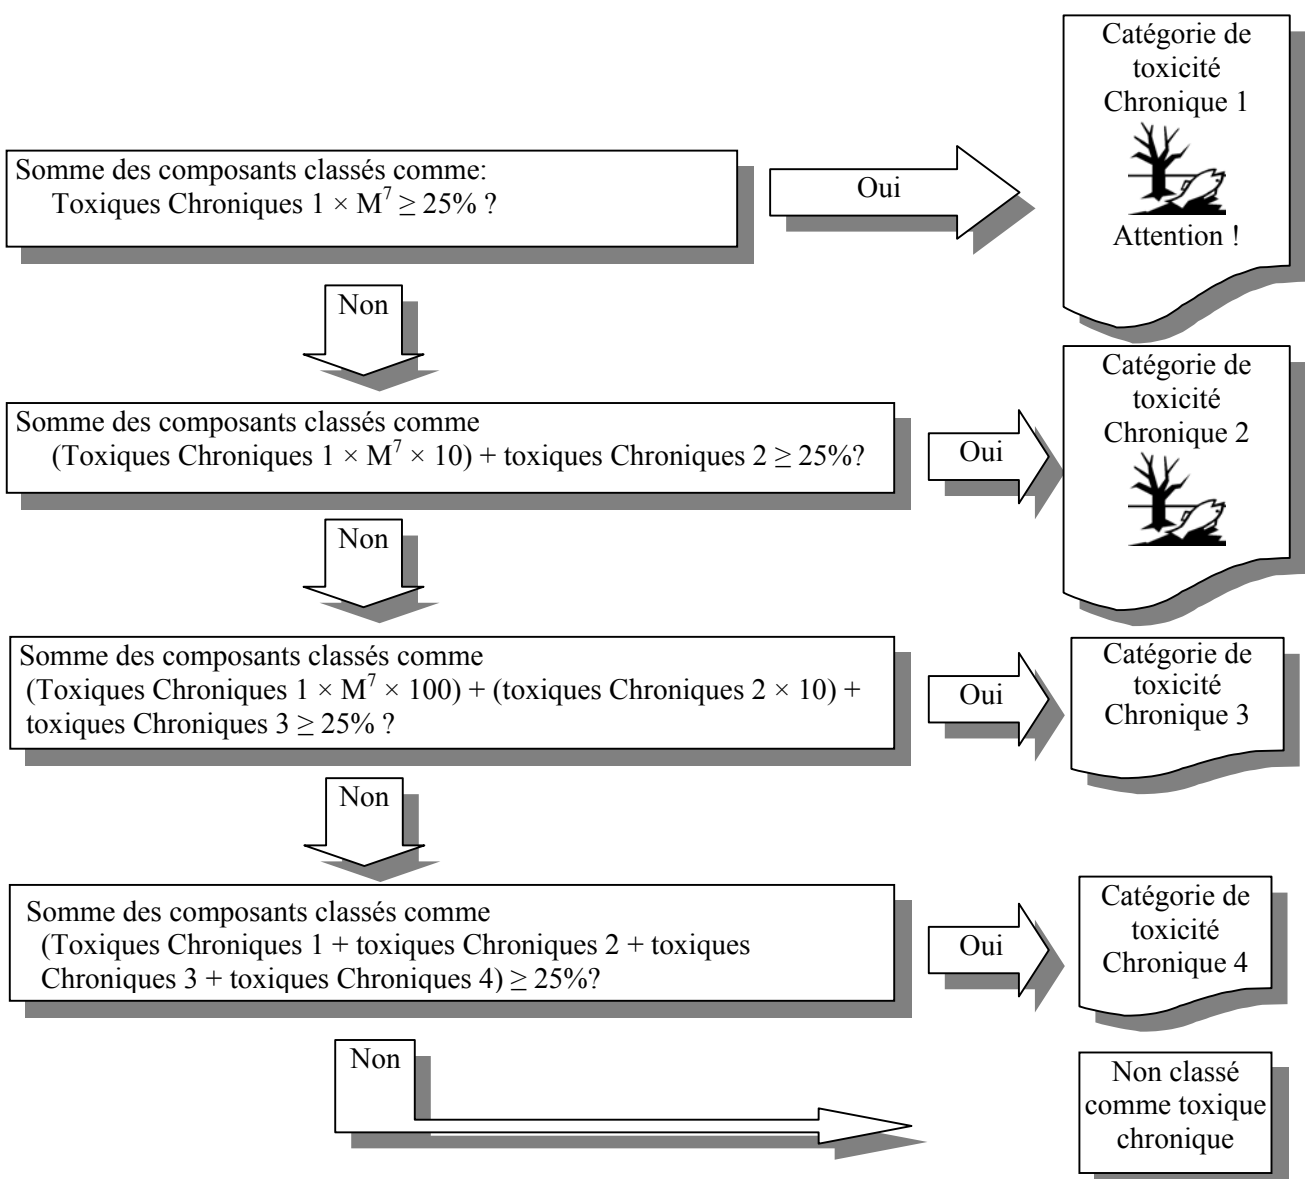 Catégorie de
toxicité
Chronique 1
Attention !
Somme des composants classés comme:
Toxiques Chroniques 1 × M⁷ ≥ 25% ?
Oui
Non
Catégorie de
toxicité
Chronique 2
Somme des composants classés comme
(Toxiques Chroniques 1 × M⁷ × 10) + toxiques Chroniques 2 ≥ 25%?
Oui
Non
Somme des composants classés comme
(Toxiques Chroniques 1 × M⁷ × 100) + (toxiques Chroniques 2 × 10) +
toxiques Chroniques 3 ≥ 25% ?
Oui
Catégorie de
toxicité
Chronique 3
Non
Somme des composants classés comme
(Toxiques Chroniques 1 + toxiques Chroniques 2 + toxiques
Chroniques 3 + toxiques Chroniques 4) ≥ 25%?
Oui
Catégorie de
toxicité
Chronique 4
Non
Non classé
comme toxique
chronique